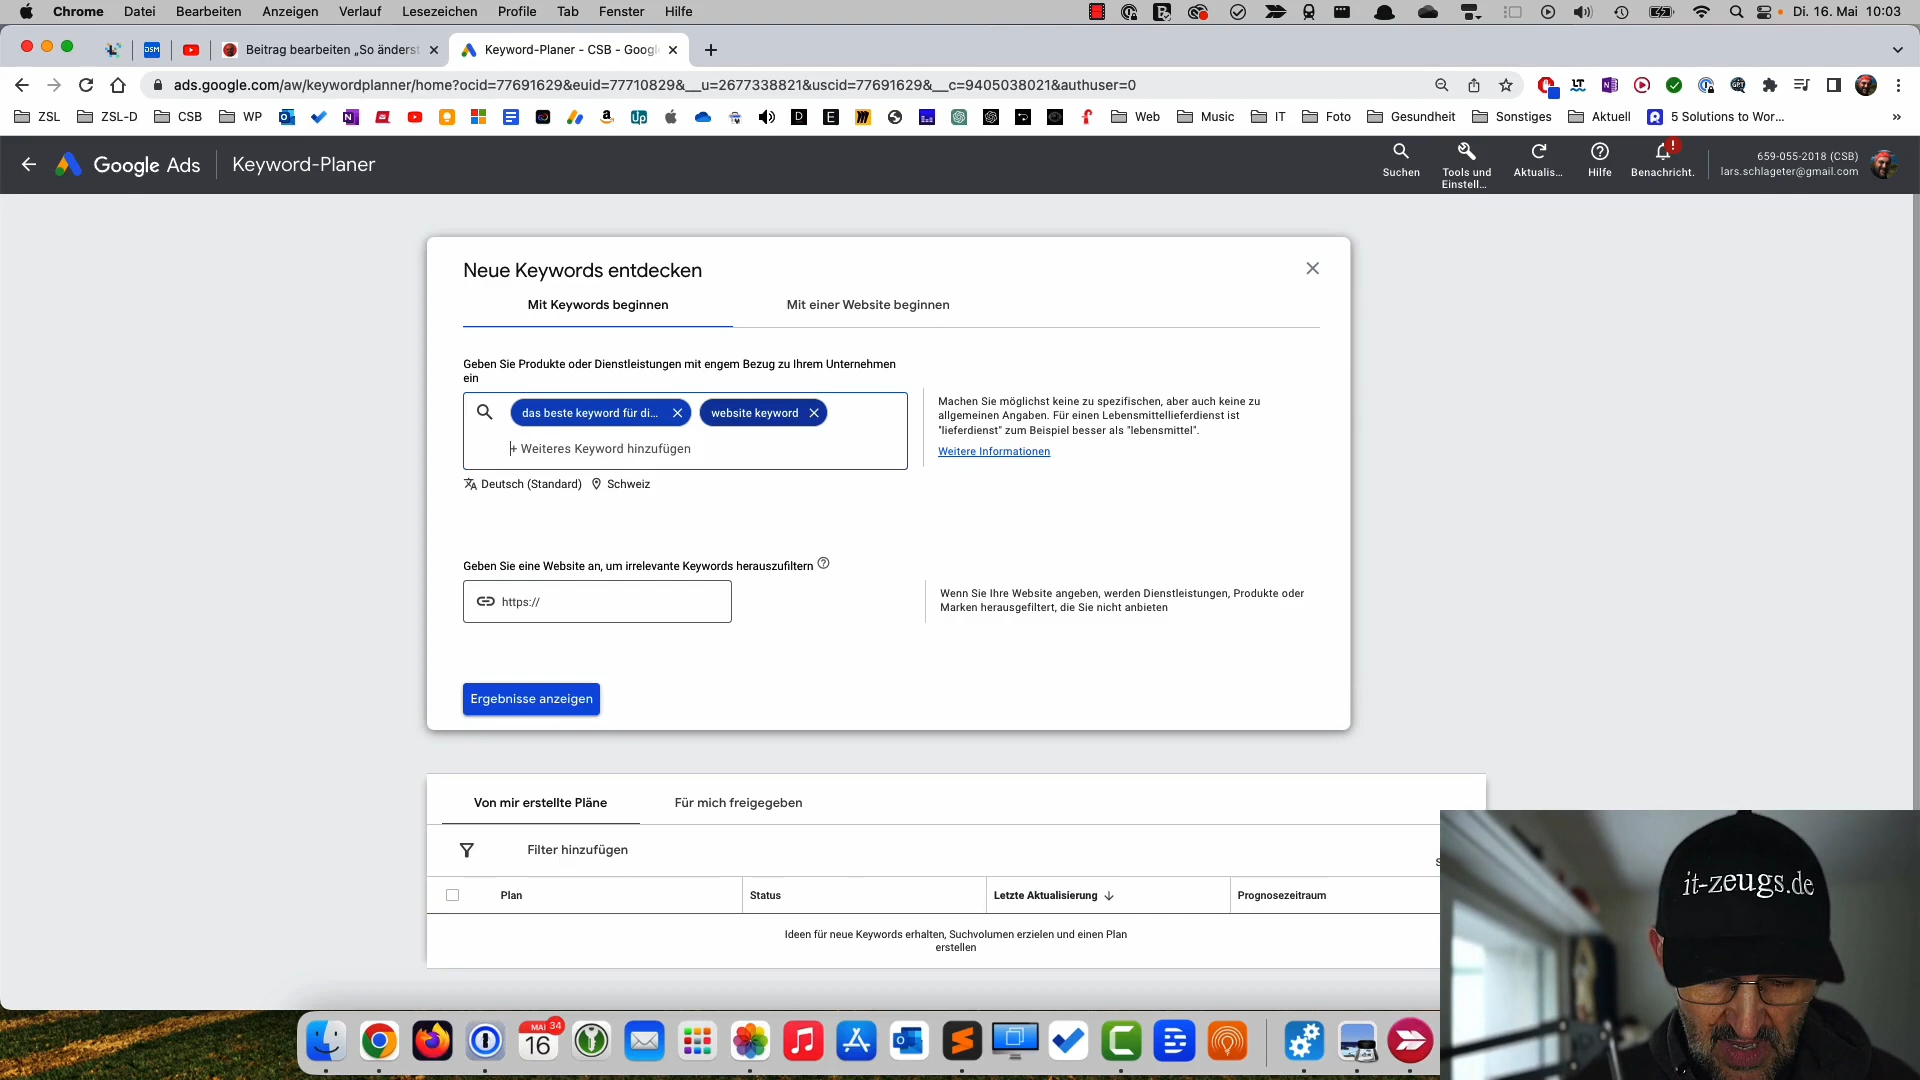 Chrome Datei Bearbeiten Anzeigen Verlauf Lesezeichen Profile Tab Fenster Hilfe Di. 16. Mai 10:03
Beitrag bearbeiten „So änderst
Keyword-Planer - CSB - Googl
ads.google.com/aw/keywordplanner/home?ocid=77691629&euid=77710829&__u=2677338821&uscid=77691629&__c=9405038021&authuser=0
ZSL ZSL-D CSB WP Web Music IT Foto Gesundheit Sonstiges Aktuell 5 Solutions to Wor... »
Google Ads Keyword-Planer
Suchen
Tools und Einstell...
Aktualis...
Hilfe
Benachricht.
659-055-2018 (CSB)
lars.schlageter@gmail.com
Neue Keywords entdecken
Mit Keywords beginnen Mit einer Website beginnen
Geben Sie Produkte oder Dienstleistungen mit engem Bezug zu Ihrem Unternehmen
ein
das beste keyword für di... website keyword
+ Weiteres Keyword hinzufügen
Machen Sie möglichst keine zu spezifischen, aber auch keine zu
allgemeinen Angaben. Für einen Lebensmittellieferdienst ist
"lieferdienst" zum Beispiel besser als "lebensmittel".
Weitere Informationen
Deutsch (Standard) Schweiz
Geben Sie eine Website an, um irrelevante Keywords herauszufiltern
https://
Wenn Sie Ihre Website angeben, werden Dienstleistungen, Produkte oder
Marken herausgefiltert, die Sie nicht anbieten
Ergebnisse anzeigen
Von mir erstellte Pläne Für mich freigegeben
Filter hinzufügen
Plan Status Letzte Aktualisierung Prognosezeitraum
Ideen für neue Keywords erhalten, Suchvolumen erzielen und einen Plan
erstellen
it-zeugs.de
MAI 34
16